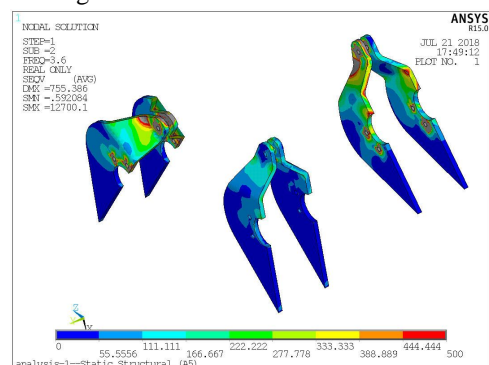 1
NODAL SOLUTION
STEP=1
SUB =2
FREQ=3.6
REAL ONLY
SEQV (AVG)
DMX =755.386
SMN =.592084
SMX =12700.1
ANSYS
R15.0
JUL 21 2018
17:49:12
PLOT NO. 1
Z
Y
0 111.111 222.222 333.333 444.444
55.5556 166.667 277.778 388.889 500
analysis-1--Static Structural (A5)